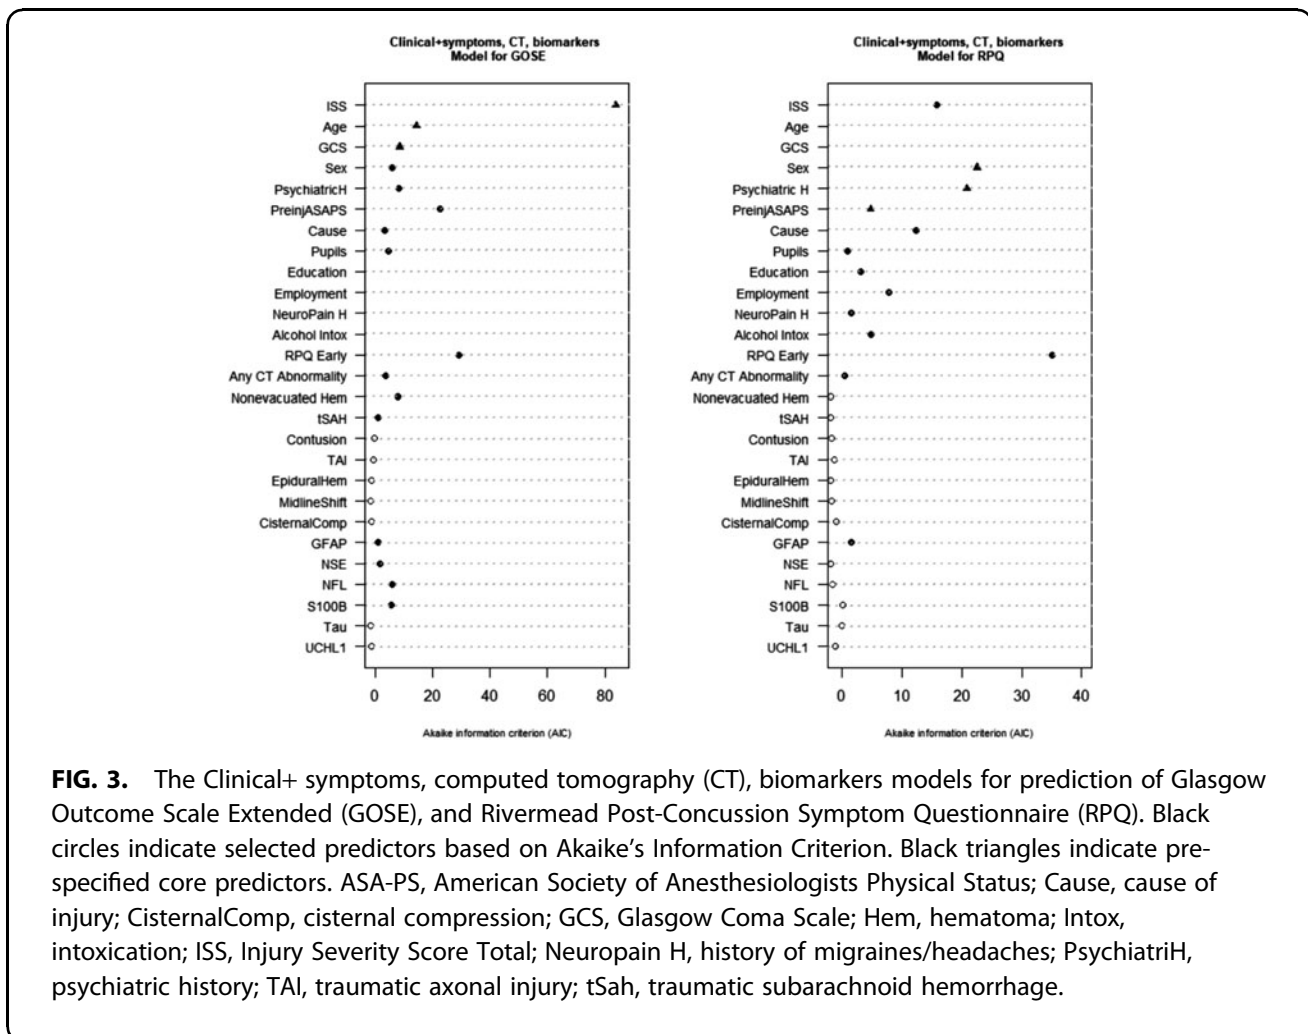 Clinical+symptoms, CT, biomarkers
Model for GOSE
ISS
Age
GCS
Sex
PsychiatricH
PreinjASAPS
Cause
Pupils
Education
Employment
NeuroPain H
Alcohol Intox
RPQ Early
Any CT Abnormality
Nonevacuated Hem
tSAH
Contusion
TAI
EpiduralHem
MidlineShift
CisternalComp
GFAP
NSE
NFL
S100B
Tau
UCHL1
0 20 40 60 80
Akaike information criterion (AIC)
Clinical+symptoms, CT, biomarkers
Model for RPQ
ISS
Age
GCS
Sex
Psychiatric H
PreinjASAPS
Cause
Pupils
Education
Employment
NeuroPain H
Alcohol Intox
RPQ Early
Any CT Abnormality
Nonevacuated Hem
tSAH
Contusion
TAI
EpiduralHem
MidlineShift
CisternalComp
GFAP
NSE
NFL
S100B
Tau
UCHL1
0 10 20 30 40
Akaike information criterion (AIC)
FIG. 3. The Clinical+ symptoms, computed tomography (CT), biomarkers models for prediction of Glasgow
Outcome Scale Extended (GOSE), and Rivermead Post-Concussion Symptom Questionnaire (RPQ). Black
circles indicate selected predictors based on Akaike's Information Criterion. Black triangles indicate pre-
specified core predictors. ASA-PS, American Society of Anesthesiologists Physical Status; Cause, cause of
injury; CisternalComp, cisternal compression; GCS, Glasgow Coma Scale; Hem, hematoma; Intox,
intoxication; ISS, Injury Severity Score Total; Neuropain H, history of migraines/headaches; PsychiatriH,
psychiatric history; TAI, traumatic axonal injury; tSah, traumatic subarachnoid hemorrhage.